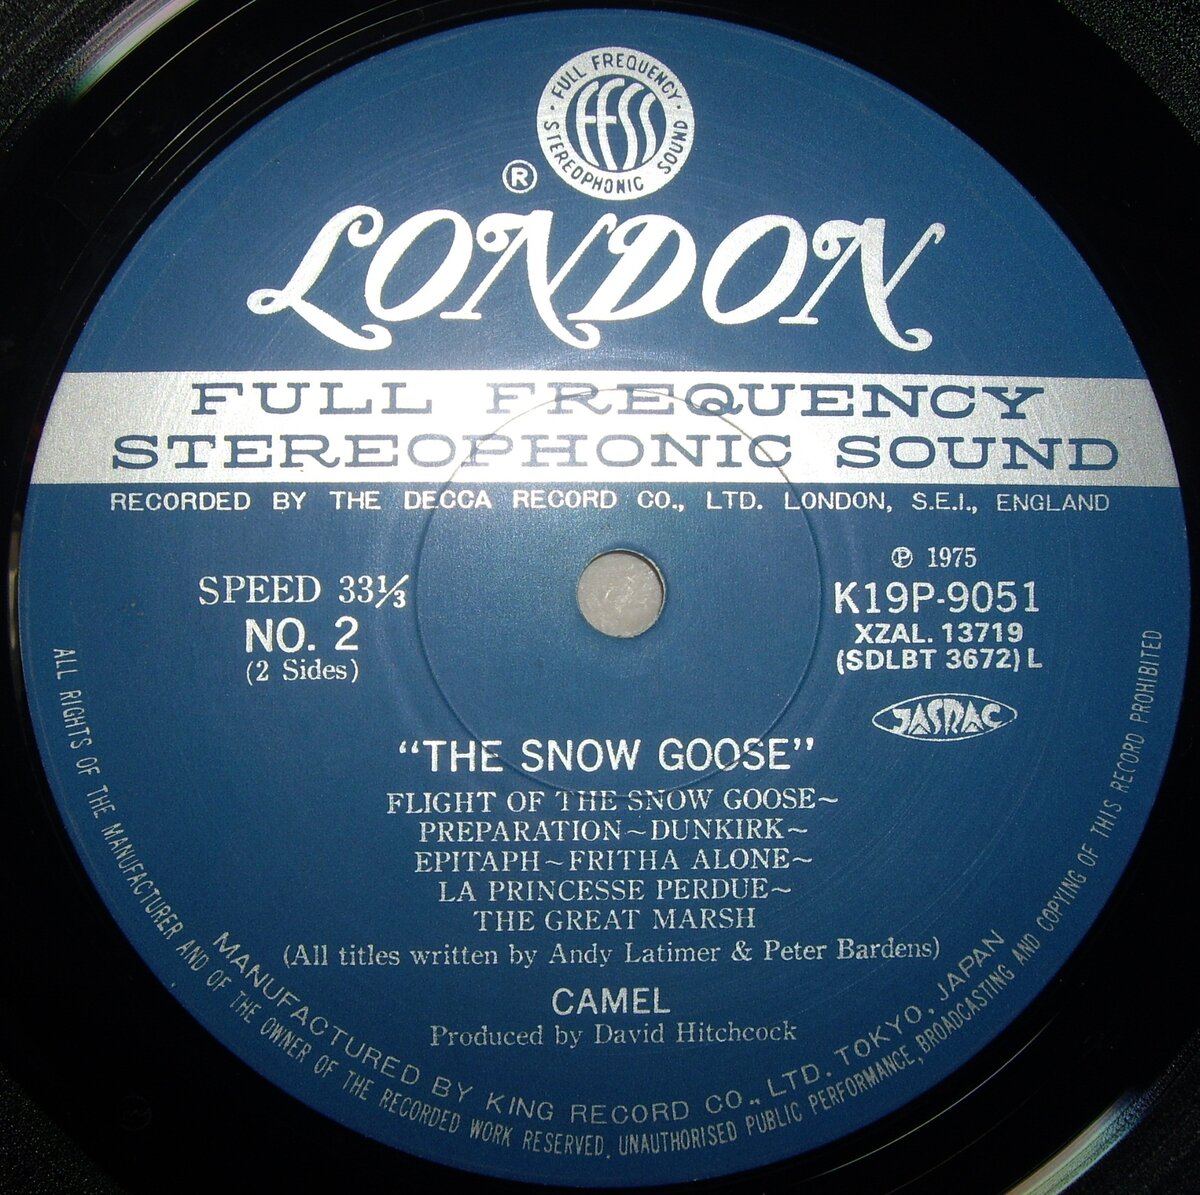 FULL FREQUENCY
STEREOPHONIC SOUND
FFSS
®
LONDON
FULL FREQUENCY
STEREOPHONIC SOUND
RECORDED BY THE DECCA RECORD CO., LTD. LONDON, S.E.I., ENGLAND
℗ 1975
SPEED 33⅓
K19P-9051
NO. 2
XZAL. 13719
(2 Sides)
(SDLBT 3672) L
JASRAC
“THE SNOW GOOSE”
FLIGHT OF THE SNOW GOOSE~
PREPARATION~DUNKIRK~
EPITAPH~FRITHA ALONE~
LA PRINCESSE PERDUE~
THE GREAT MARSH
(All titles written by Andy Latimer & Peter Bardens)
CAMEL
Produced by David Hitchcock
MANUFACTURED BY KING RECORD CO., LTD. TOKYO, JAPAN
ALL RIGHTS OF THE MANUFACTURER AND OF THE OWNER OF THE RECORDED WORK RESERVED. UNAUTHORISED PUBLIC PERFORMANCE, BROADCASTING AND COPYING OF THIS RECORD PROHIBITED